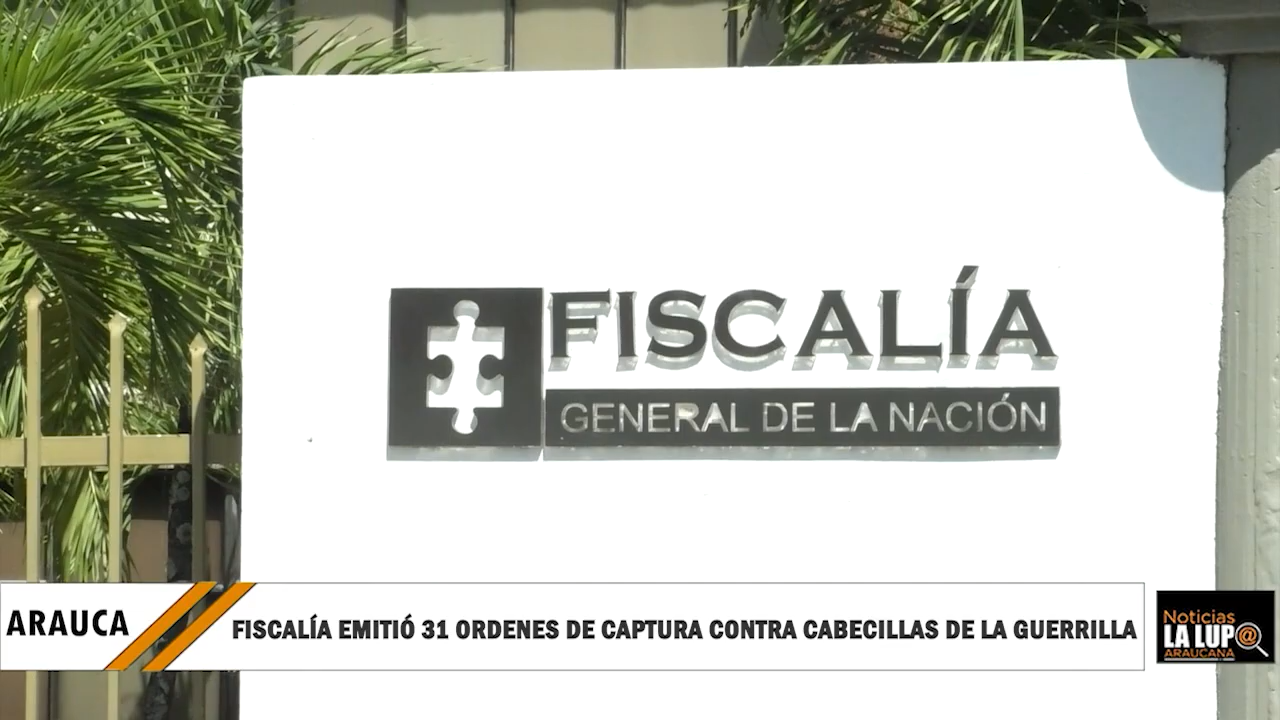 FISCALÍA
GENERAL DE LA NACIÓN
ARAUCA
FISCALÍA EMITIÓ 31 ORDENES DE CAPTURA CONTRA CABECILLAS DE LA GUERRILLA
Noticias
LA LUP@
ARAUCANA